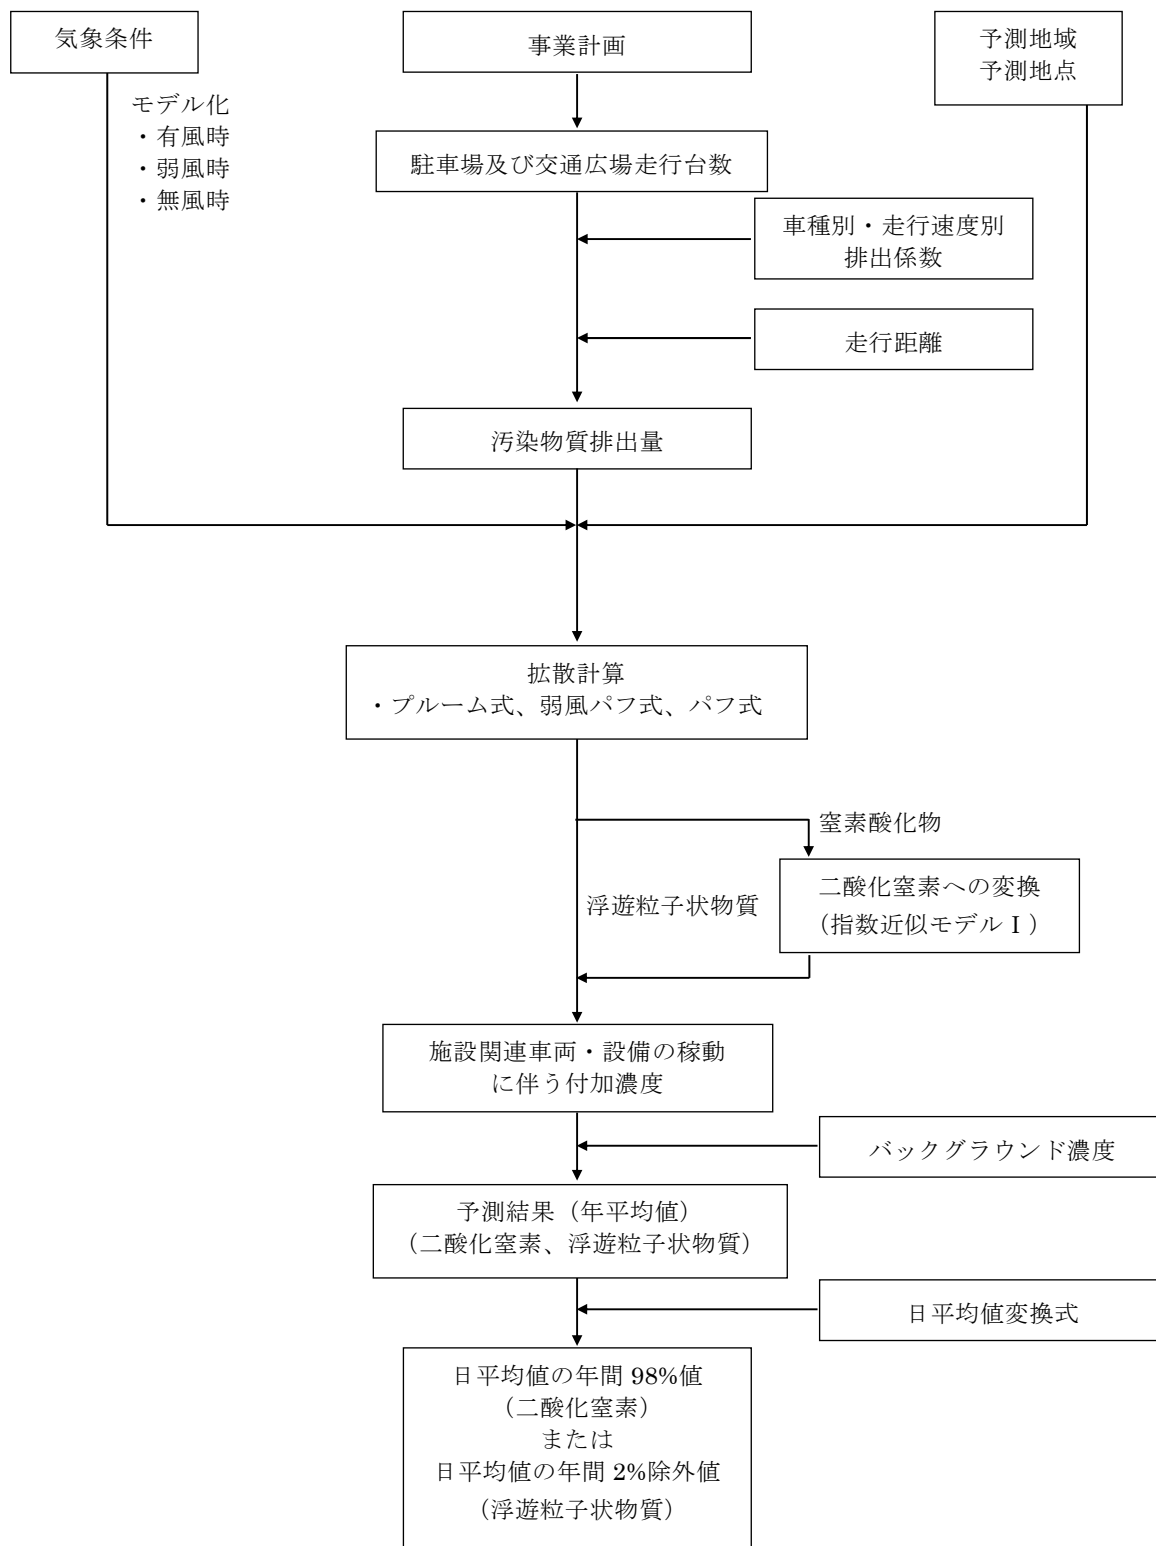 気象条件
事業計画
予測地域
予測地点
モデル化
・有風時
・弱風時
・無風時
駐車場及び交通広場走行台数
車種別・走行速度別
排出係数
走行距離
汚染物質排出量
拡散計算
・プルーム式、弱風パフ式、パフ式
窒素酸化物
浮遊粒子状物質
二酸化窒素への変換
（指数近似モデルⅠ）
施設関連車両・設備の稼動
に伴う付加濃度
バックグラウンド濃度
予測結果（年平均値）
（二酸化窒素、浮遊粒子状物質）
日平均値変換式
日平均値の年間 98%値
（二酸化窒素）
または
日平均値の年間 2%除外値
（浮遊粒子状物質）